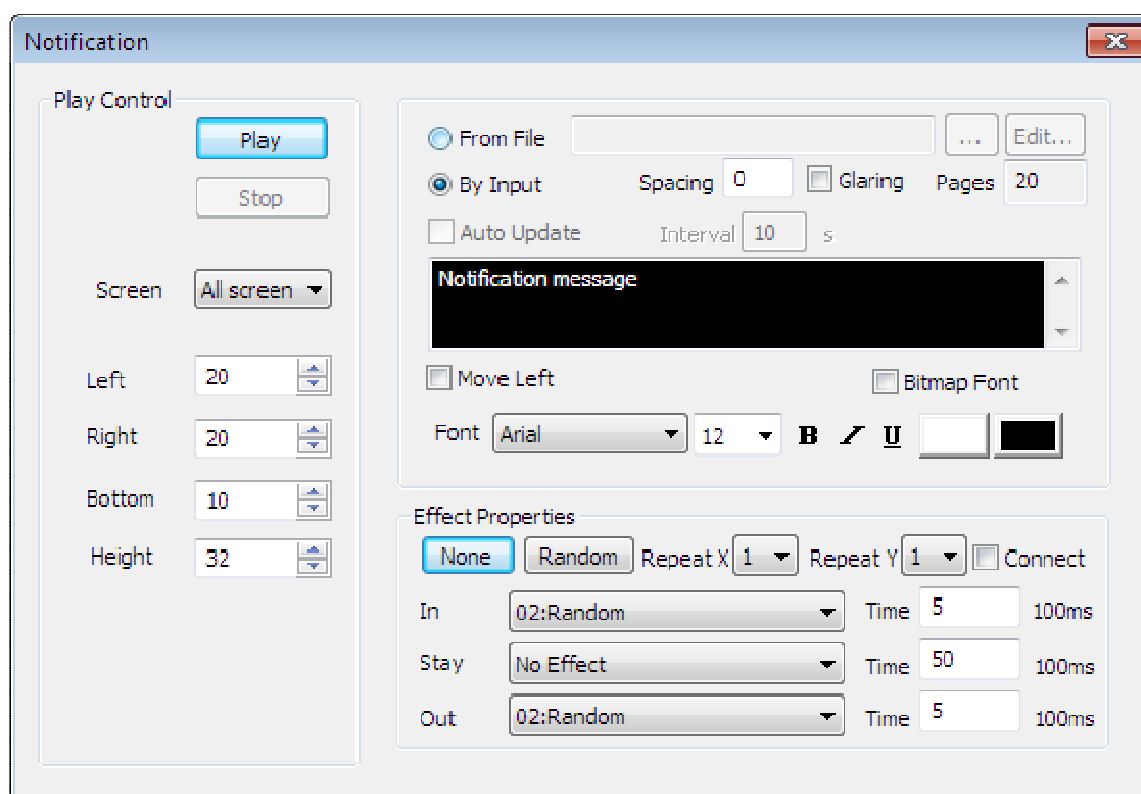 Notification
Play Control
Play
Stop
Screen All screen
Left 20
Right 20
Bottom 10
Height 32
From File ... Edit...
By Input Spacing 0 Glaring Pages 20
Auto Update Interval 10 s
Notification message
Move Left Bitmap Font
Font Arial 12 B I U
Effect Properties
None Random Repeat X 1 Repeat Y 1 Connect
In 02:Random Time 5 100ms
Stay No Effect Time 50 100ms
Out 02:Random Time 5 100ms